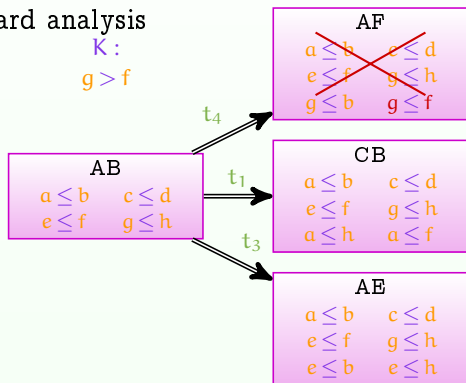 ard analysis
K :
g > f
AF
a ≤ b c ≤ d
e ≤ f g ≤ h
g ≤ b g ≤ f
t4
AB
a ≤ b c ≤ d
e ≤ f g ≤ h
t1
CB
a ≤ b c ≤ d
e ≤ f g ≤ h
a ≤ h a ≤ f
t3
AE
a ≤ b c ≤ d
e ≤ f g ≤ h
e ≤ b e ≤ h